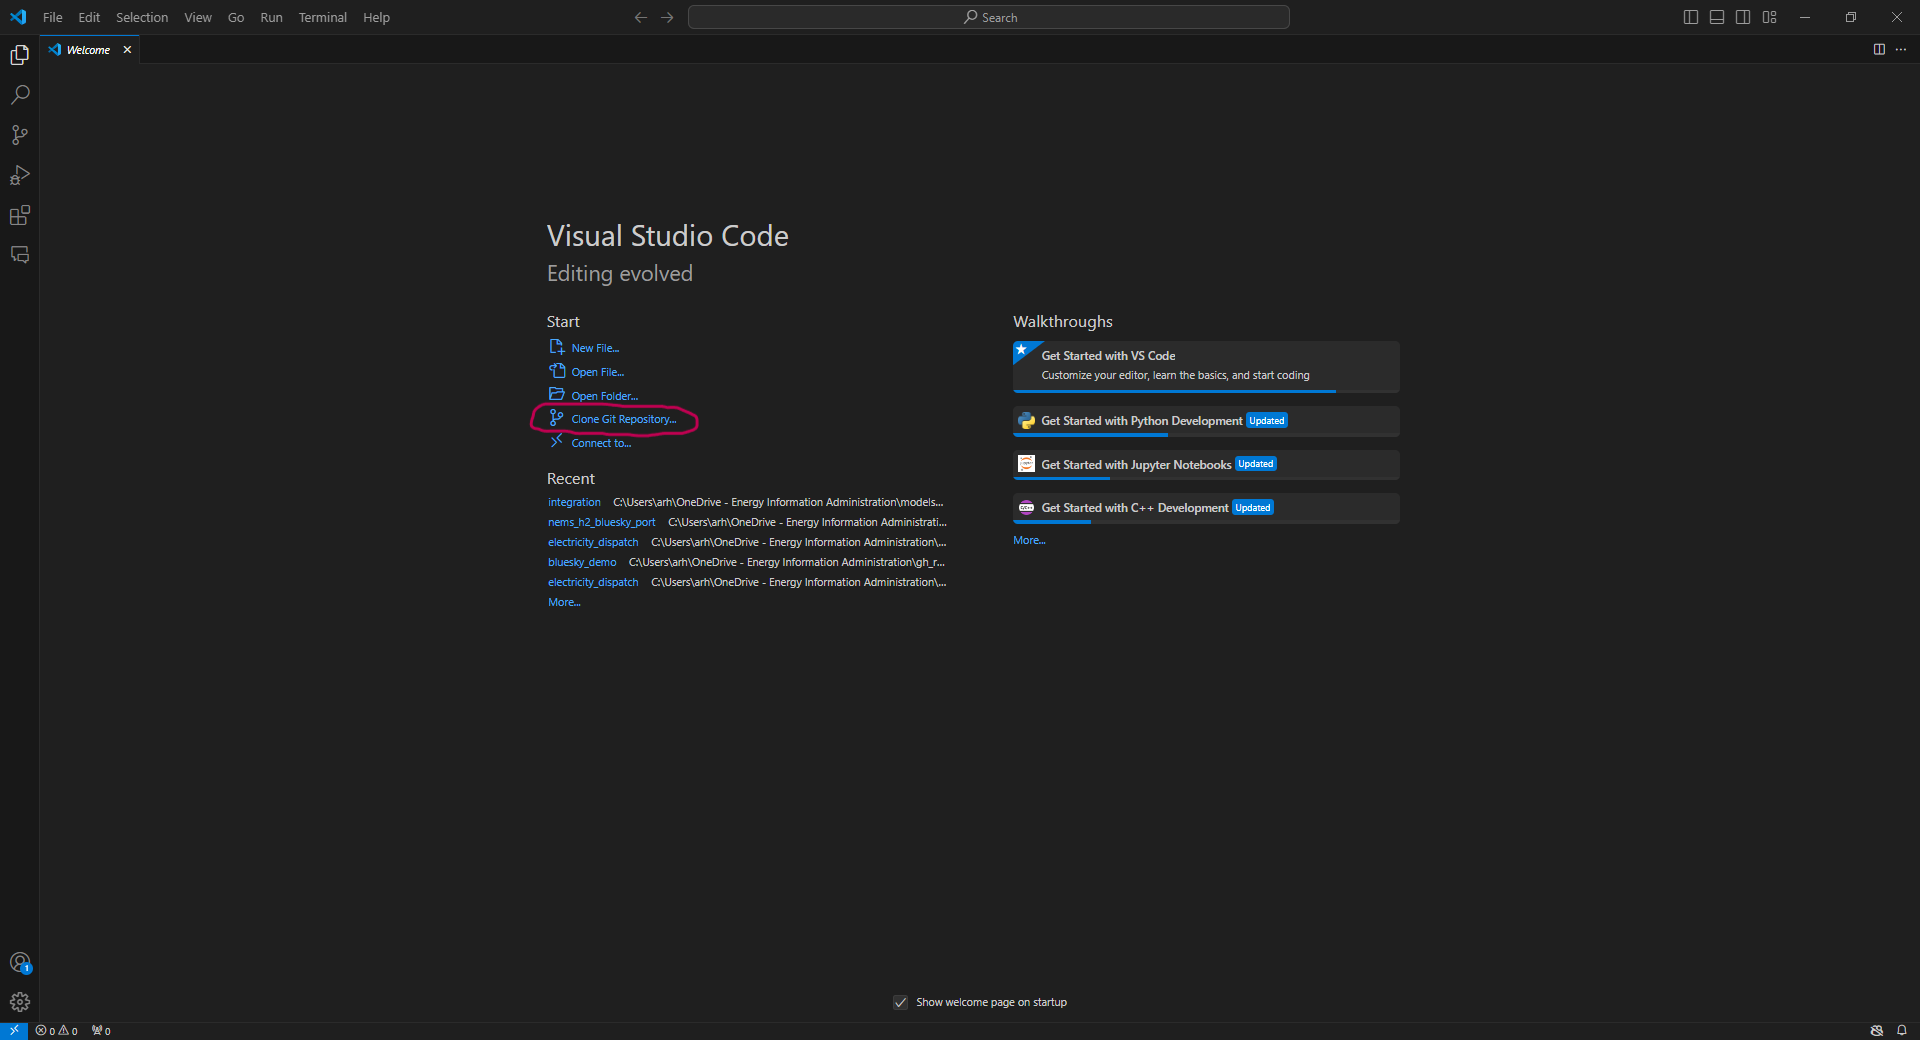 File Edit Selection View Go Run Terminal Help
Search
Welcome
Visual Studio Code
Editing evolved
Start
New File...
Open File...
Open Folder...
Clone Git Repository...
Connect to...
Recent
integration C:\Users\arh\OneDrive - Energy Information Administration\models...
nems_h2_bluesky_port C:\Users\arh\OneDrive - Energy Information Administrati...
electricity_dispatch C:\Users\arh\OneDrive - Energy Information Administration\...
bluesky_demo C:\Users\arh\OneDrive - Energy Information Administration\gh_r...
electricity_dispatch C:\Users\arh\OneDrive - Energy Information Administration\...
More...
Walkthroughs
Get Started with VS Code
Customize your editor, learn the basics, and start coding
Get Started with Python Development Updated
Get Started with Jupyter Notebooks Updated
Get Started with C++ Development Updated
More...
1
Show welcome page on startup
0 0 0